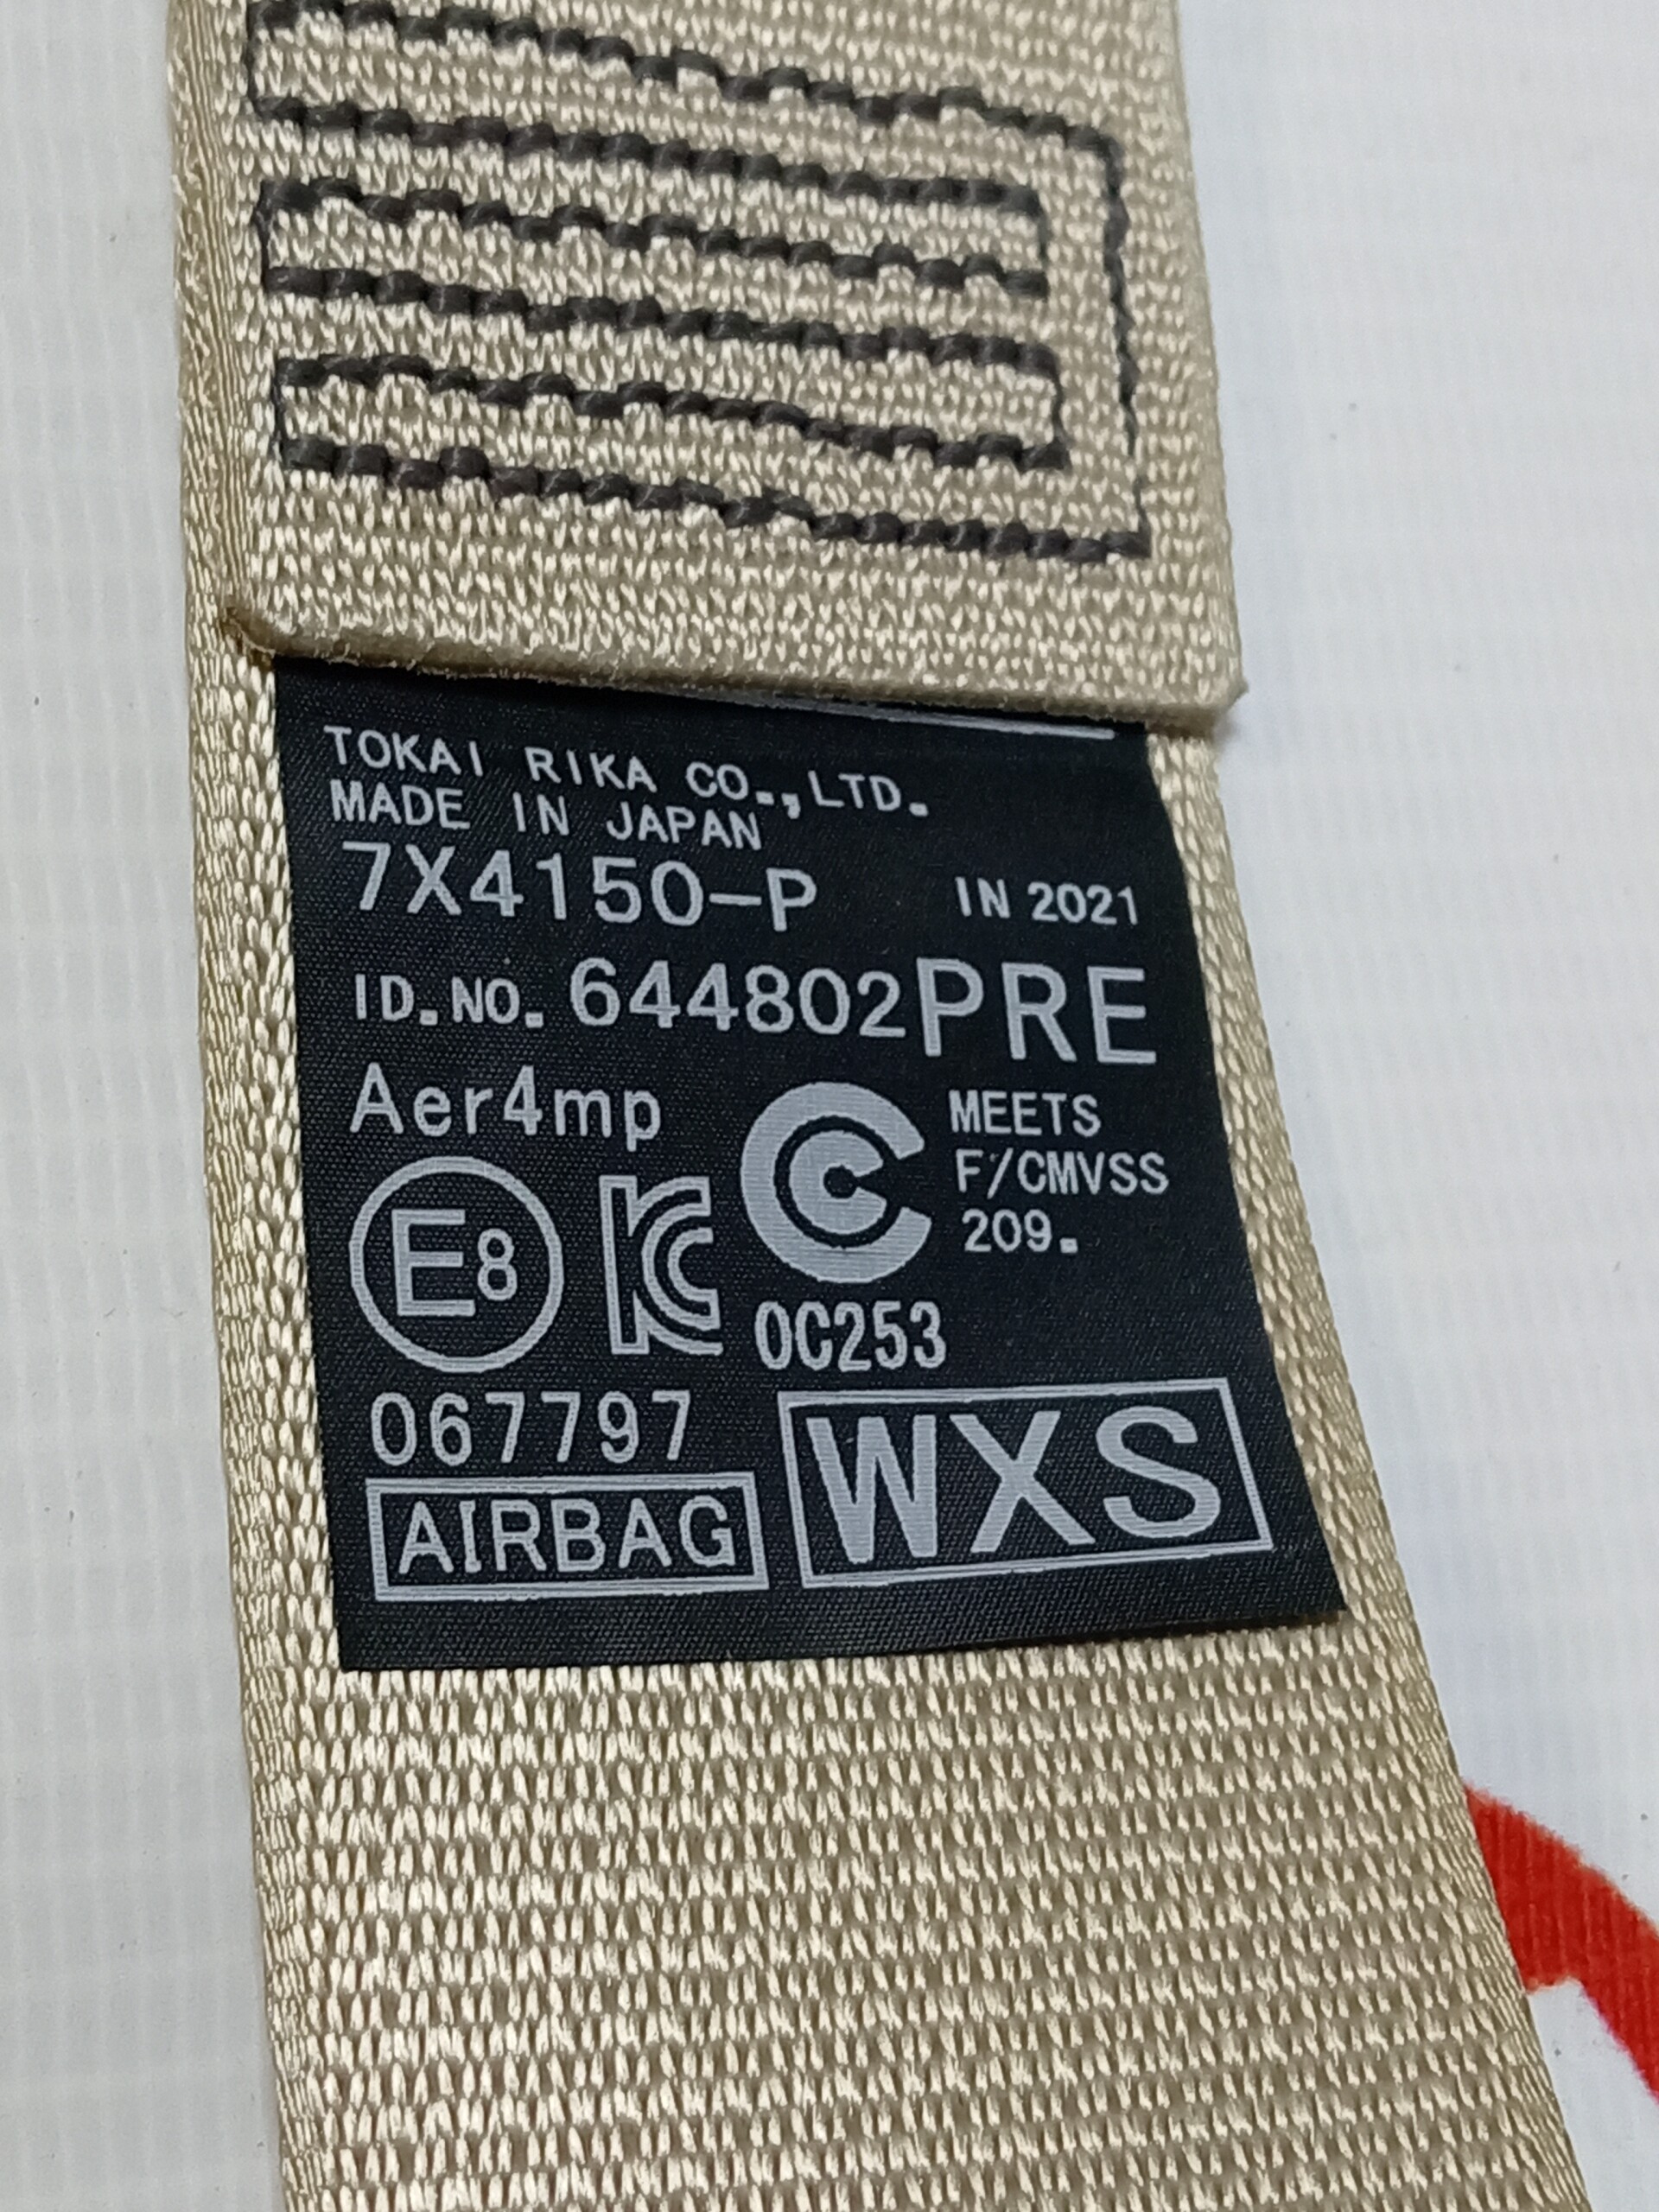 TOKAI RIKA CO.,LTD.
MADE IN JAPAN
7X4150-P IN 2021
ID.NO. 644802PRE
Aer4mp
MEETS
F/CMVSS
209.
E8
KC
C
0C253
067797
AIRBAG
WXS